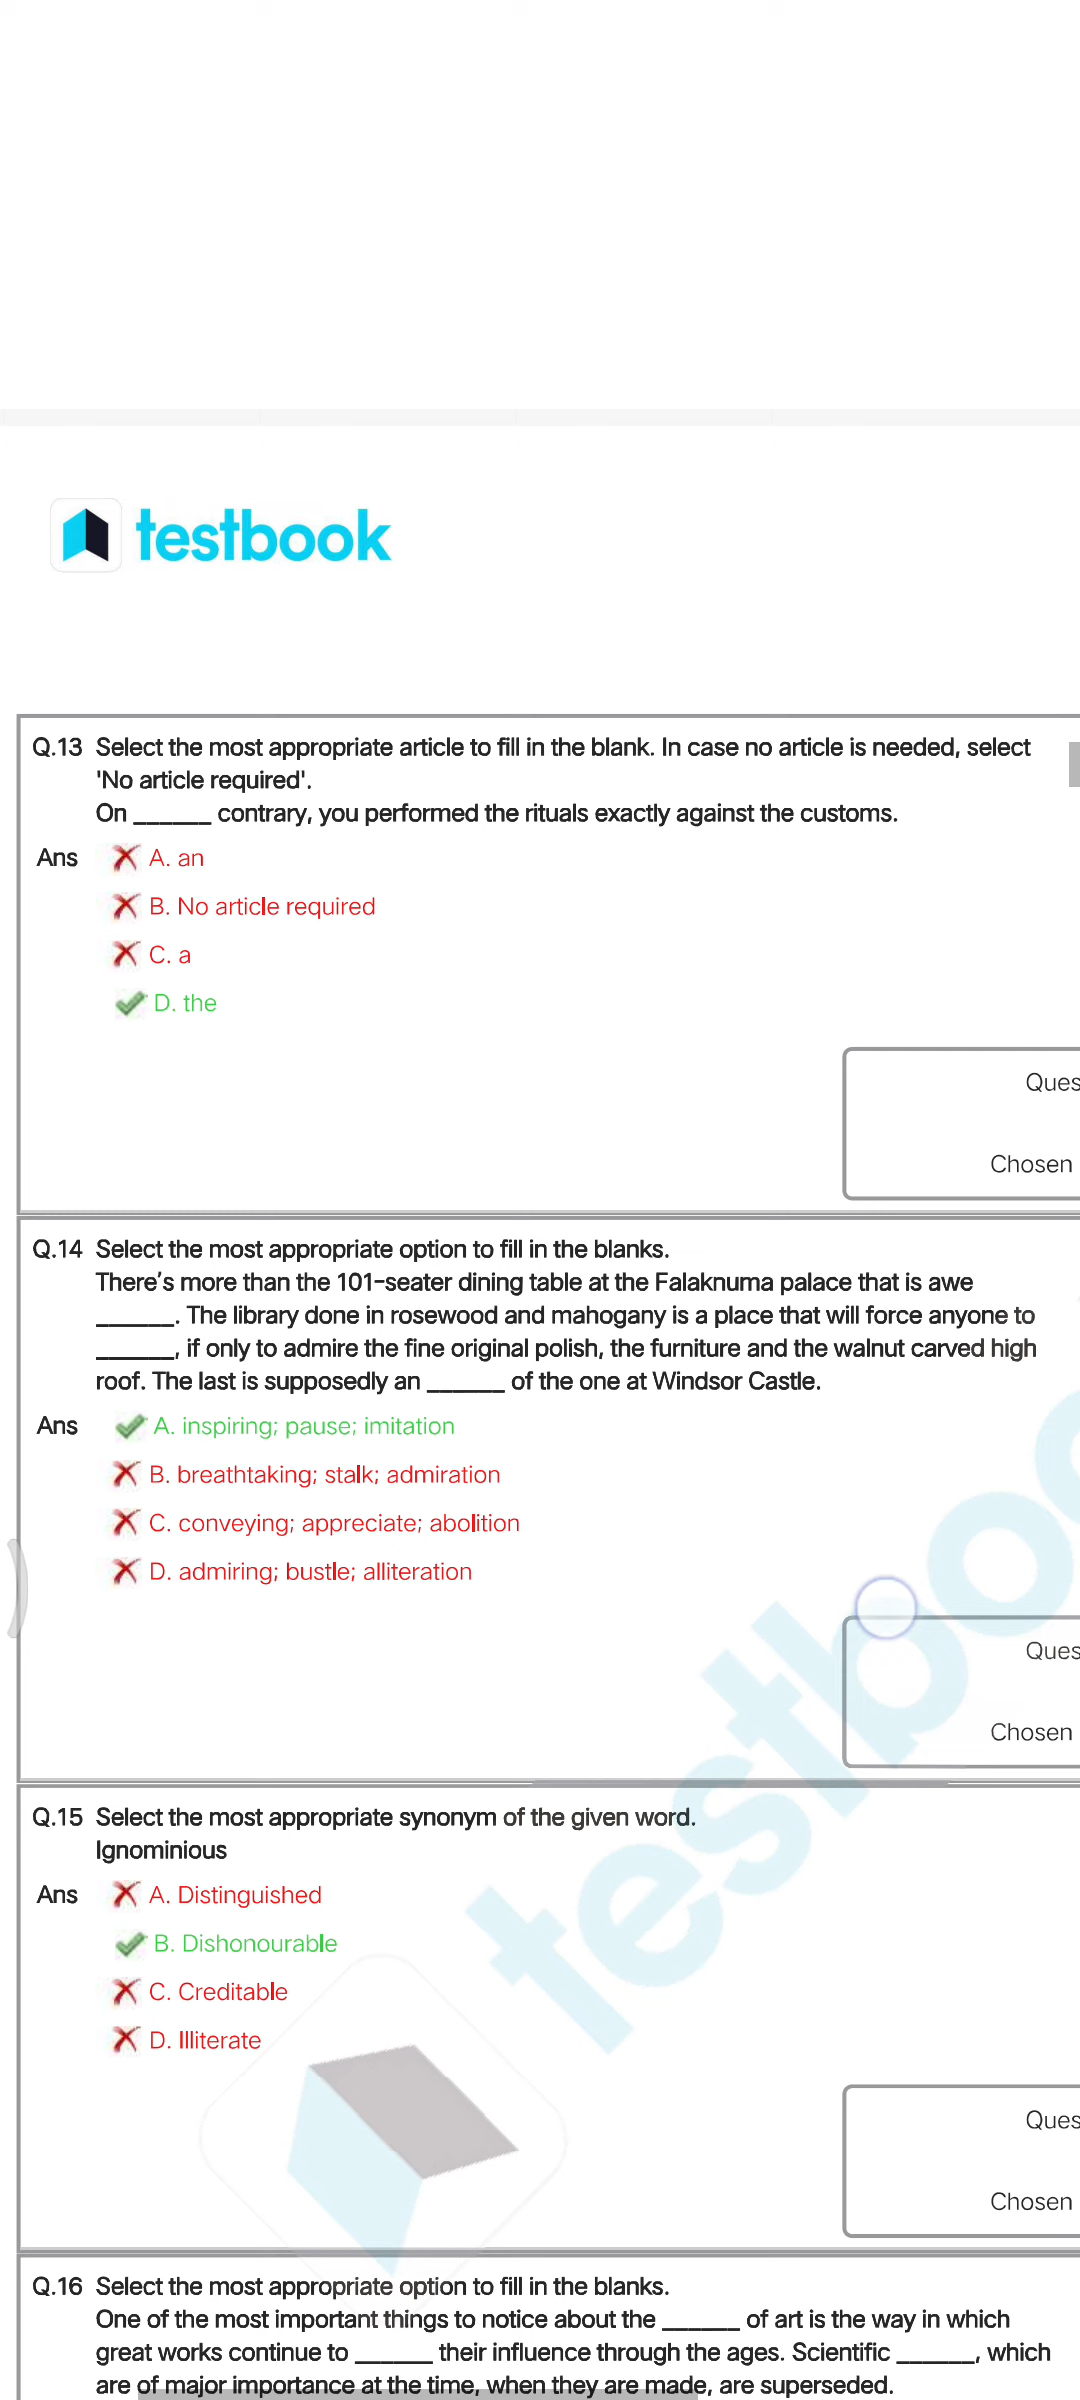 testbook
Q.13 Select the most appropriate article to fill in the blank. In case no article is needed, select
'No article required'.
On ______ contrary, you performed the rituals exactly against the customs.
Ans A. an
B. No article required
C. a
D. the
Ques
Chosen
Q.14 Select the most appropriate option to fill in the blanks.
There's more than the 101-seater dining table at the Falaknuma palace that is awe
______. The library done in rosewood and mahogany is a place that will force anyone to
______, if only to admire the fine original polish, the furniture and the walnut carved high
roof. The last is supposedly an ______ of the one at Windsor Castle.
Ans A. inspiring; pause; imitation
B. breathtaking; stalk; admiration
C. conveying; appreciate; abolition
D. admiring; bustle; alliteration
Ques
Chosen
Q.15 Select the most appropriate synonym of the given word.
Ignominious
Ans A. Distinguished
B. Dishonourable
C. Creditable
D. Illiterate
Ques
Chosen
testboo
Q.16 Select the most appropriate option to fill in the blanks.
One of the most important things to notice about the ______ of art is the way in which
great works continue to ______ their influence through the ages. Scientific ______, which
are of major importance at the time, when they are made, are superseded.